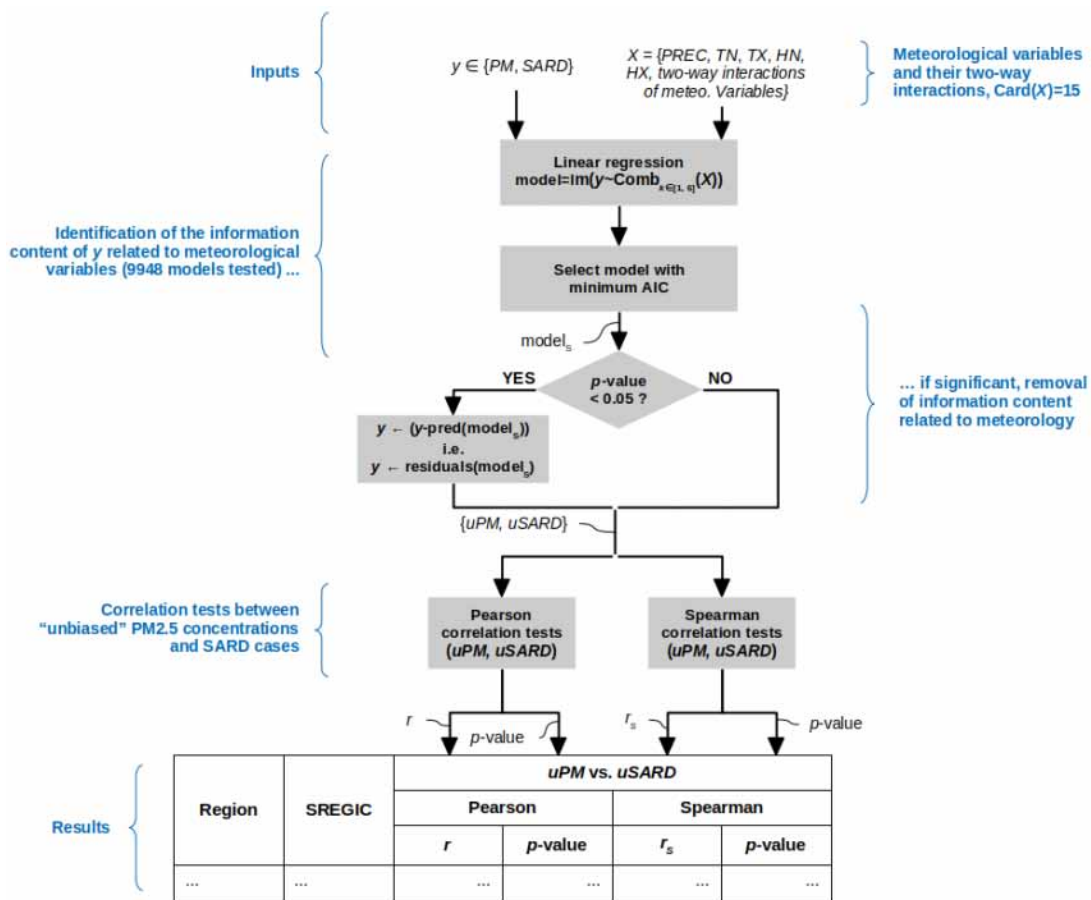 Inputs
y ∈ {PM, SARD}
X = {PREC, TN, TX, HN,
HX, two-way interactions
of meteo. Variables}
Meteorological variables
and their two-way
interactions, Card(X)=15
Linear regression
model=lm(y~Comb k∈[1, 6](X))
Identification of the information
content of y related to meteorological
variables (9948 models tested) ...
Select model with
minimum AIC
models
YES
p-value
< 0.05 ?
NO
... if significant, removal
of information content
related to meteorology
y ← (y-pred(models))
i.e.
y ← residuals(models)
{uPM, uSARD}
Correlation tests between
“unbiased” PM2.5 concentrations
and SARD cases
Pearson
correlation tests
(uPM, uSARD)
Spearman
correlation tests
(uPM, uSARD)
r
p-value
rs
p-value
Results
Region
SREGIC
uPM vs. uSARD
Pearson
Spearman
r
p-value
rs
p-value
... ... ... ... ... ...